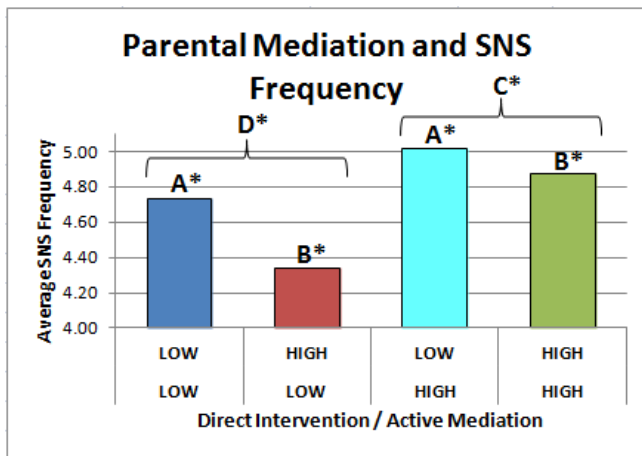 Parental Mediation and SNS
Frequency
C*
D*
A*
B*
A*
B*
Average SNS Frequency
5.00
4.80
4.60
4.40
4.20
4.00
LOW HIGH LOW HIGH
LOW LOW HIGH HIGH
Direct Intervention / Active Mediation